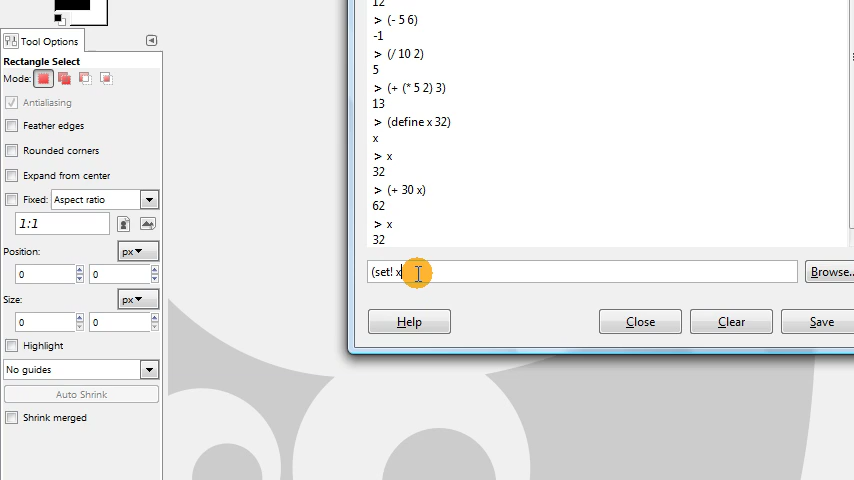 12
> (- 5 6)
-1
> (/ 10 2)
5
> (+ (* 5 2) 3)
13
> (define x 32)
x
> x
32
> (+ 30 x)
62
> x
32
(set! x
Browse...
Help
Close
Clear
Save
Tool Options
Rectangle Select
Mode:
Antialiasing
Feather edges
Rounded corners
Expand from center
Fixed: Aspect ratio
1:1
Position: px
0 0
Size: px
0 0
Highlight
No guides
Auto Shrink
Shrink merged